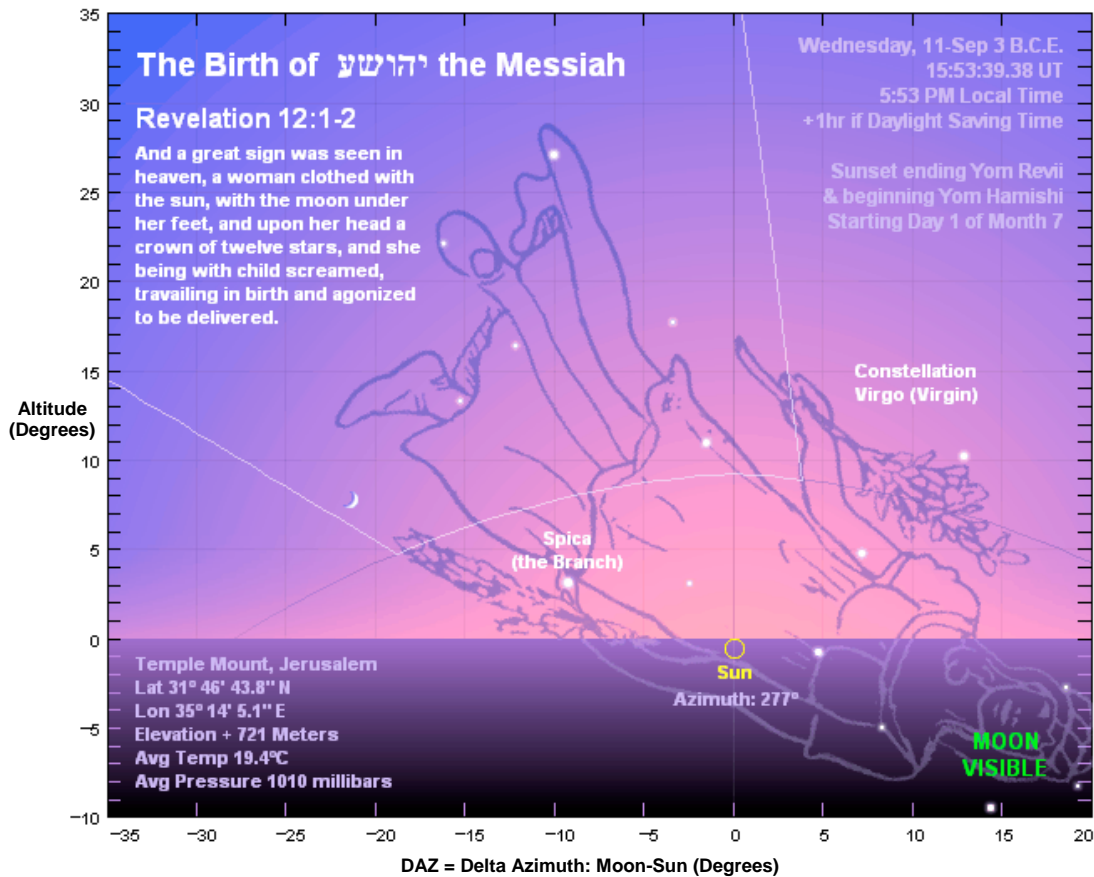 The Birth of יהושע the Messiah
Revelation 12:1-2
And a great sign was seen in
heaven, a woman clothed with
the sun, with the moon under
her feet, and upon her head a
crown of twelve stars, and she
being with child screamed,
travailing in birth and agonized
to be delivered.
Wednesday, 11-Sep 3 B.C.E.
15:53:39.38 UT
5:53 PM Local Time
+1hr if Daylight Saving Time
Sunset ending Yom Revii
& beginning Yom Hamishi
Starting Day 1 of Month 7
Constellation
Virgo (Virgin)
Spica
(the Branch)
Sun
Azimuth: 277°
MOON
VISIBLE
Temple Mount, Jerusalem
Lat 31° 46' 43.8" N
Lon 35° 14' 5.1" E
Elevation + 721 Meters
Avg Temp 19.4ºC
Avg Pressure 1010 millibars
Altitude
(Degrees)
35
30
25
20
15
10
5
0
−5
−10
−35 −30 −25 −20 −15 −10 −5 0 5 10 15 20
DAZ = Delta Azimuth: Moon-Sun (Degrees)